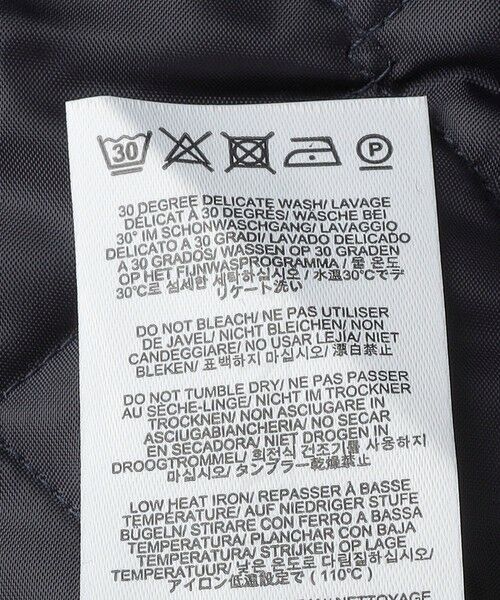 30 P
30 DEGREE DELICATE WASH/ LAVAGE
DÉLICAT À 30 DEGRÉS/ WÄSCHE BEI
30° IM SCHONWASCHGANG/ LAVAGGIO
DELICATO A 30 GRADI/ LAVADO DELICADO
A 30 GRADOS/ WASSEN OP 30 GRADEN
OP HET FIJNWASPROGRAMMA / 물 온도
30℃로 섬세한 세탁하십시오 / 水温30℃でデ
リケート洗い
DO NOT BLEACH/ NE PAS UTILISER
DE JAVEL/ NICHT BLEICHEN/ NON
CANDEGGIARE/ NO USAR LEJÍA/ NIET
BLEKEN/ 표백하지 마십시오/ 漂白禁止
DO NOT TUMBLE DRY/ NE PAS PASSER
AU SÈCHE-LINGE/ NICHT IM TROCKNER
TROCKNEN/ NON ASCIUGARE IN
ASCIUGABIANCHERIA/ NO SECAR
EN SECADORA/ NIET DROGEN IN
DROOGTROMMEL/ 회전식 건조기를 사용하지
마십시오/ タンブラー乾燥禁止
LOW HEAT IRON/ REPASSER À BASSE
TEMPÉRATURE/ AUF NIEDRIGER STUFE
BÜGELN/ STIRARE CON FERRO A BASSA
TEMPERATURA/ PLANCHAR CON BAJA
TEMPERATURA/ STRIJKEN OP LAGE
TEMPERATUUR/ 낮은 온도로 다림질하십시오/
アイロン低温設定で ( 110℃ )
NETTOYAGE